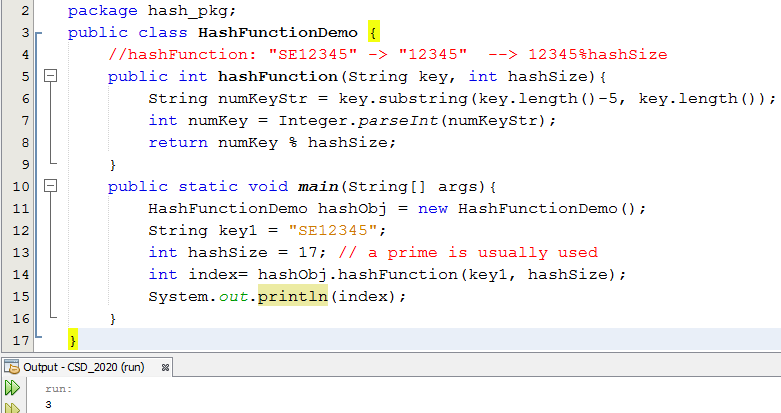 2 package hash_pkg;
3 public class HashFunctionDemo {
4 //hashFunction: "SE12345" -> "12345"  --> 12345%hashSize
5 public int hashFunction(String key, int hashSize){
6 String numKeyStr = key.substring(key.length()-5, key.length());
7 int numKey = Integer.parseInt(numKeyStr);
8 return numKey % hashSize;
9 }
10 public static void main(String[] args){
11 HashFunctionDemo hashObj = new HashFunctionDemo();
12 String key1 = "SE12345";
13 int hashSize = 17; // a prime is usually used
14 int index= hashObj.hashFunction(key1, hashSize);
15 System.out.println(index);
16 }
17 }
Output - CSD_2020 (run)
run:
3